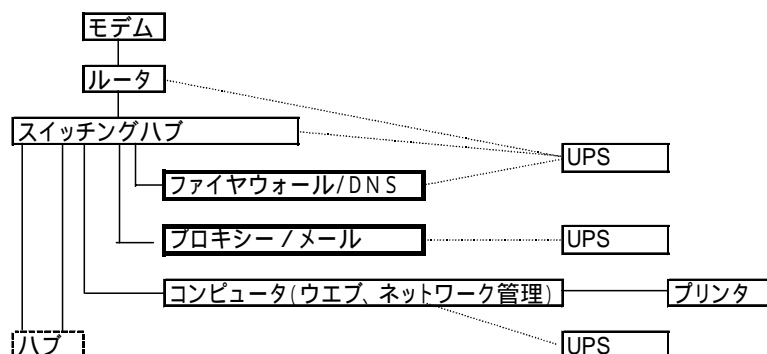 モデム
ルータ
スイッチングハブ
UPS
ファイヤウォール/DNS
プロキシー/メール
UPS
コンピュータ(ウエブ、ネットワーク管理)
プリンタ
ハブ
UPS